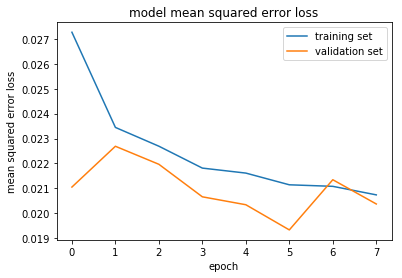 model mean squared error loss
training set
validation set
mean squared error loss
0.027
0.026
0.025
0.024
0.023
0.022
0.021
0.020
0.019
0 1 2 3 4 5 6 7
epoch